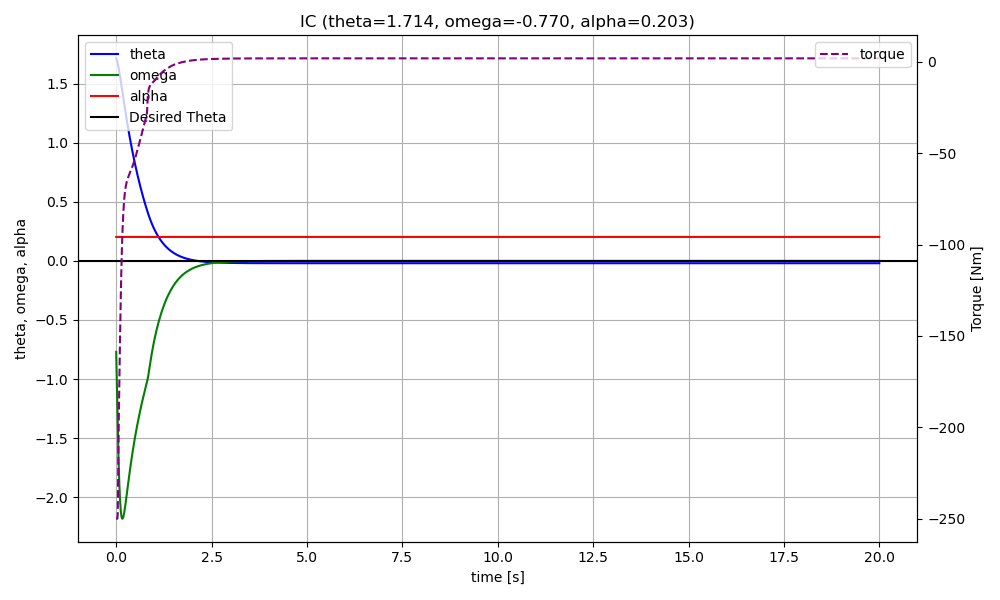 IC (theta=1.714, omega=-0.770, alpha=0.203)
theta
omega
alpha
Desired Theta
torque
theta, omega, alpha
1.5
1.0
0.5
0.0
−0.5
−1.0
−1.5
−2.0
0
−50
−100
−150
−200
−250
Torque [Nm]
0.0 2.5 5.0 7.5 10.0 12.5 15.0 17.5 20.0
time [s]